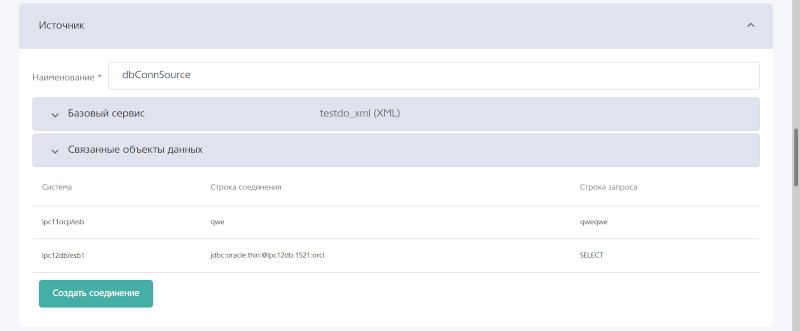 Источник
Наименование * dbConnSource
Базовый сервис testdo_xml (XML)
Связанные объекты данных
Система Строка соединения Строка запроса
lpc11ocp/esb qwe qweqwe
lpc12db/esb1 jdbc:oracle:thin:@lpc12db:1521:orcl SELECT
Создать соединение